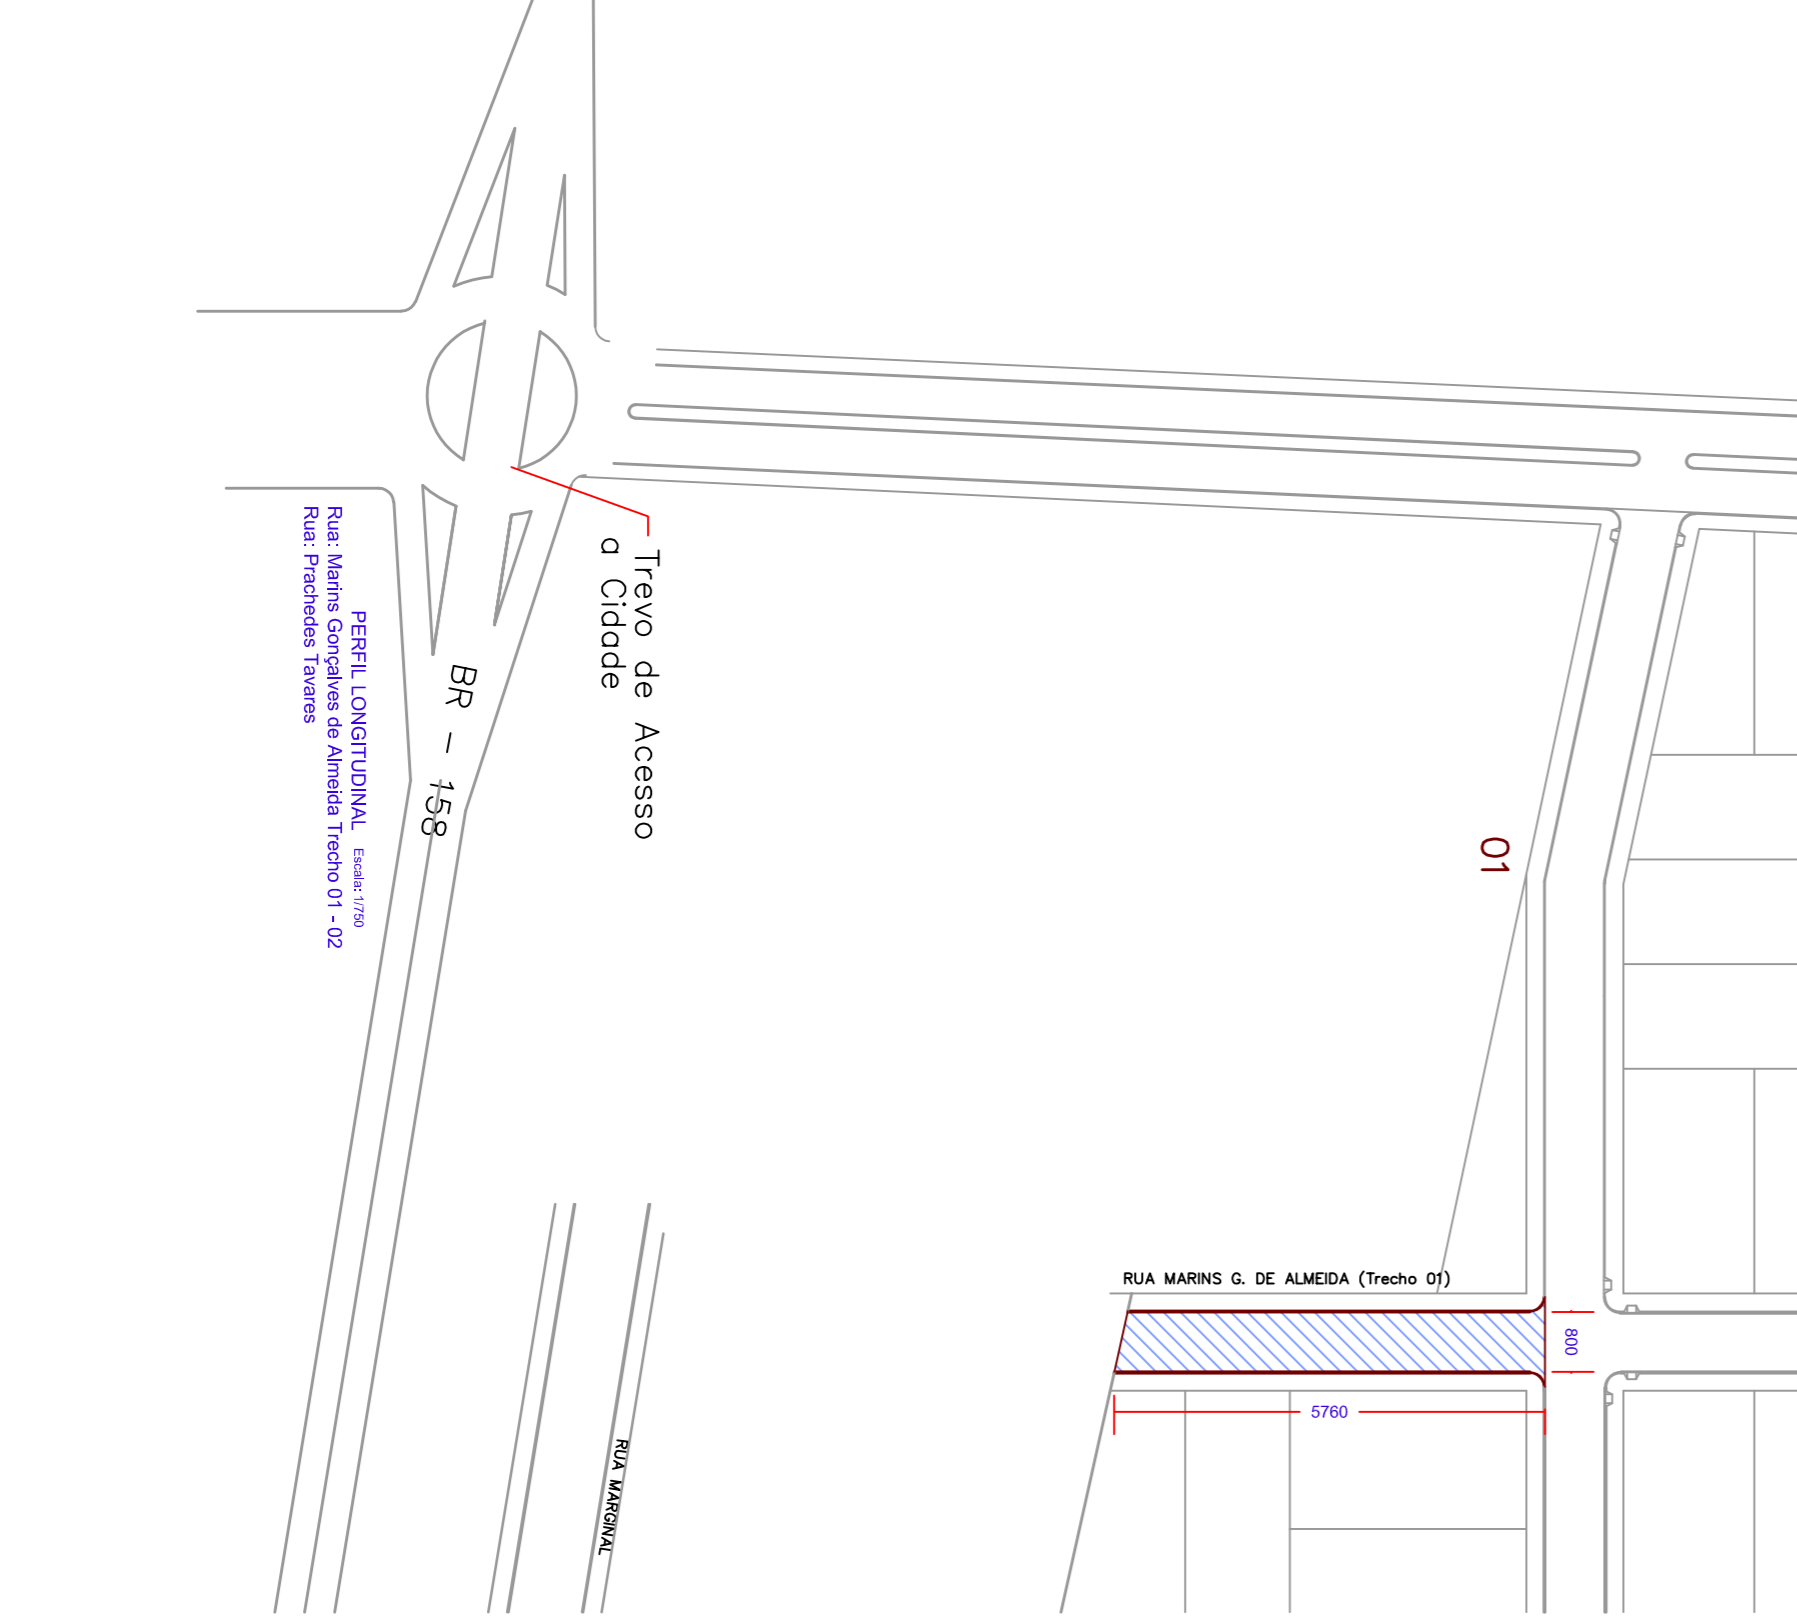 Trevo de Acesso
a Cidade
BR - 158
PERFIL LONGITUDINAL Escala: 1/750
Rua: Marins Gonçalves de Almeida Trecho 01 - 02
Rua: Prachedes Tavares
01
RUA MARINS G. DE ALMEIDA (Trecho 01)
800
5760
RUA MARGINAL